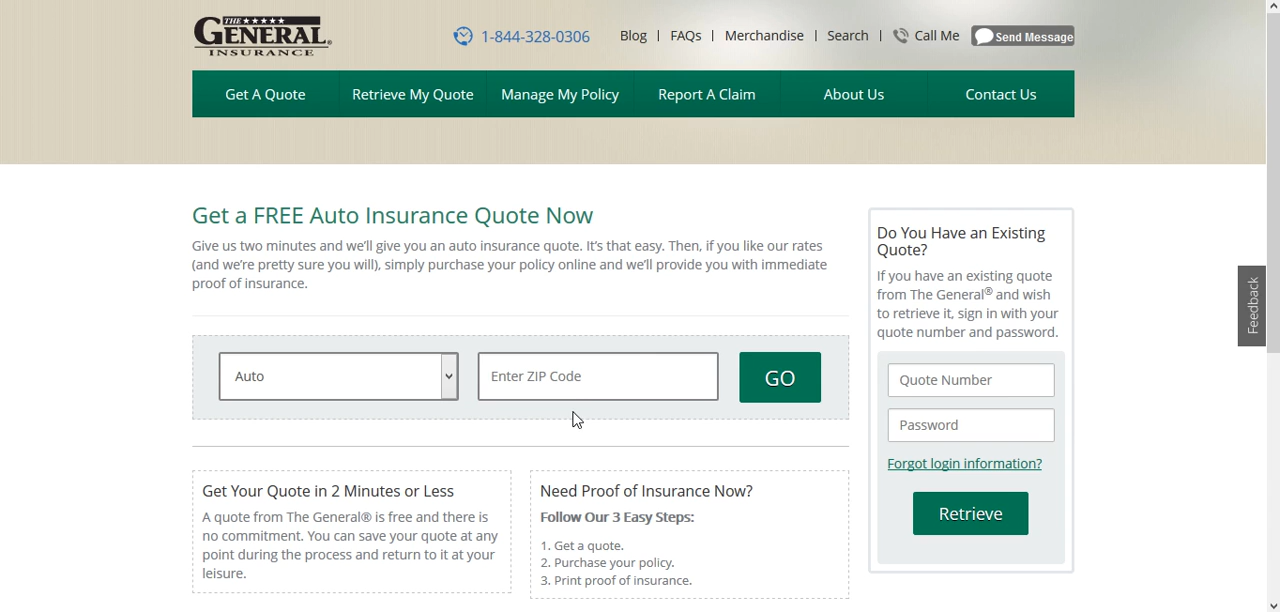 THE ★★★★★
GENERAL®
INSURANCE
1-844-328-0306
Blog | FAQs | Merchandise | Search | Call Me Send Message
Get A Quote Retrieve My Quote Manage My Policy Report A Claim About Us Contact Us
Get a FREE Auto Insurance Quote Now
Give us two minutes and we'll give you an auto insurance quote. It's that easy. Then, if you like our rates
(and we're pretty sure you will), simply purchase your policy online and we'll provide you with immediate
proof of insurance.
Auto Enter ZIP Code GO
Get Your Quote in 2 Minutes or Less
A quote from The General® is free and there is
no commitment. You can save your quote at any
point during the process and return to it at your
leisure.
Need Proof of Insurance Now?
Follow Our 3 Easy Steps:
1. Get a quote.
2. Purchase your policy.
3. Print proof of insurance.
Do You Have an Existing
Quote?
If you have an existing quote
from The General® and wish
to retrieve it, sign in with your
quote number and password.
Quote Number
Password
Forgot login information?
Retrieve
Feedback